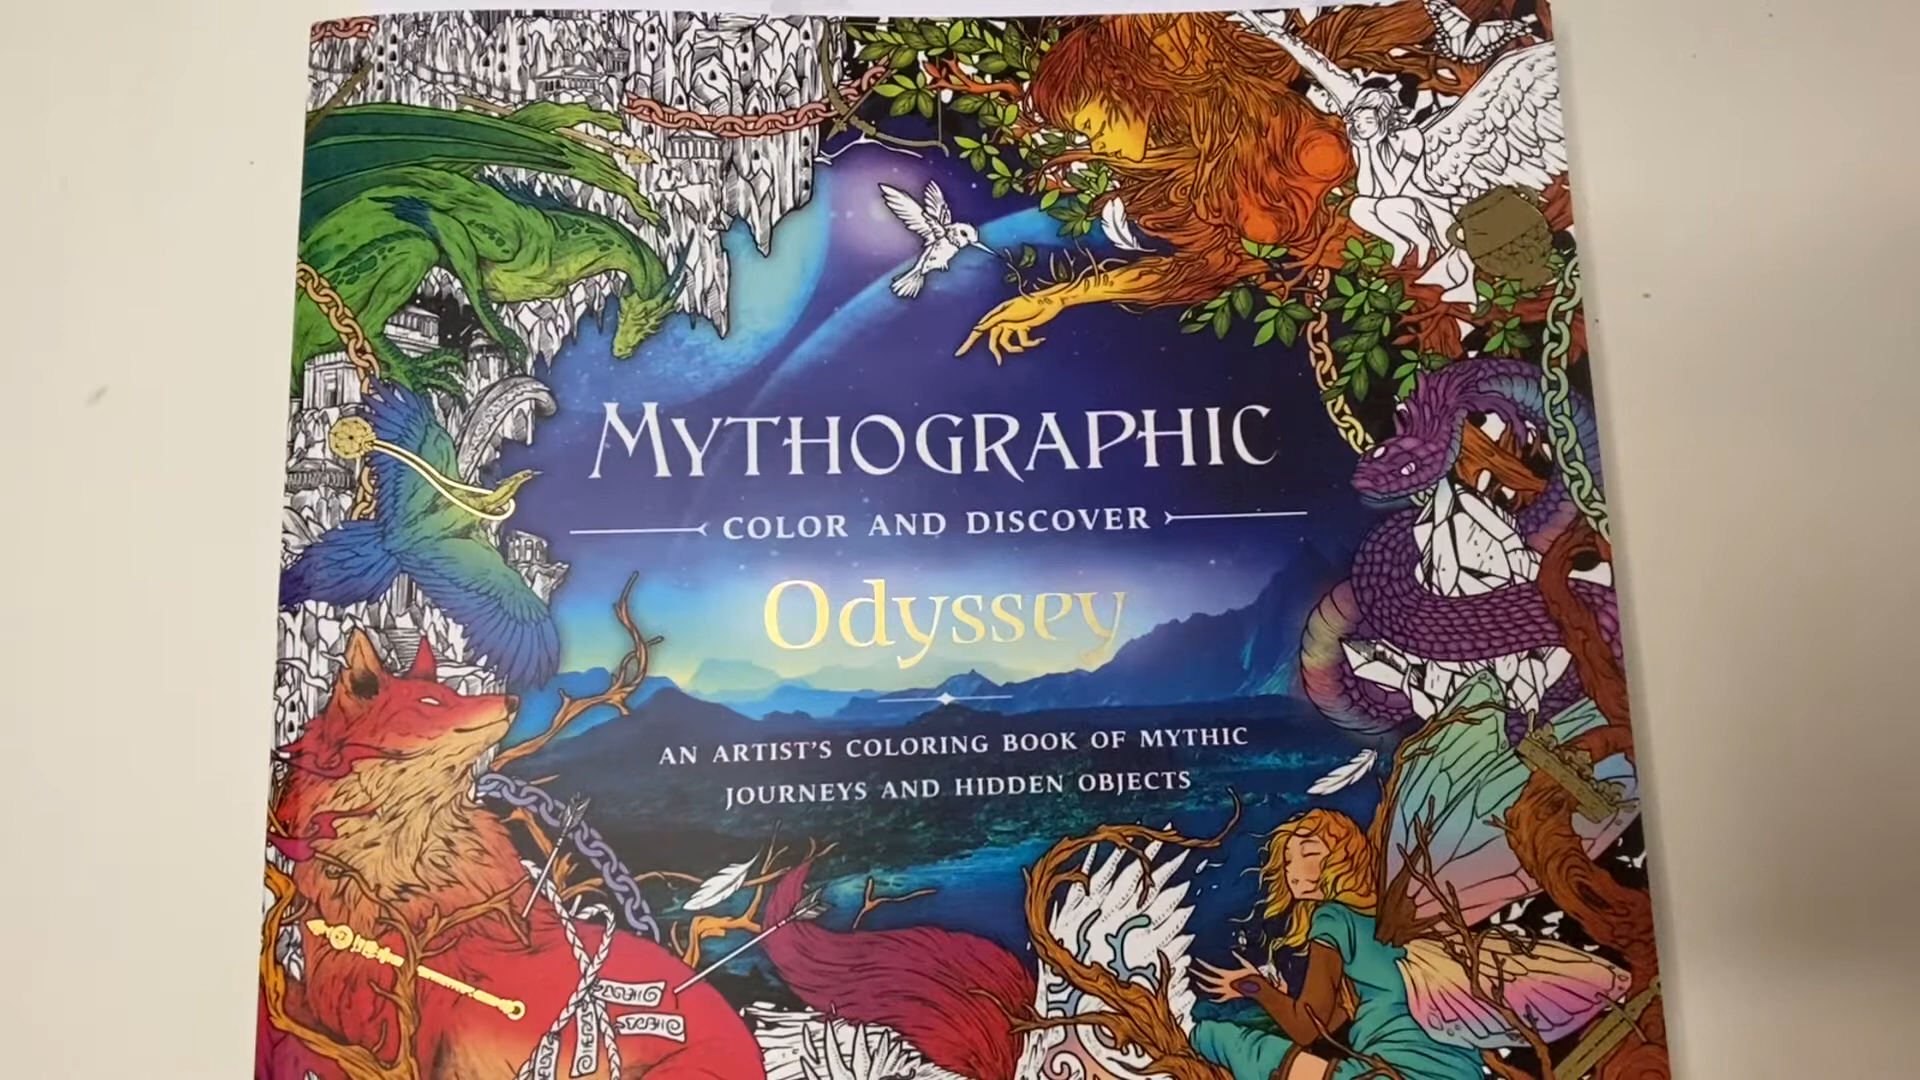 MYTHOGRAPHIC
COLOR AND DISCOVER
Odyssey
AN ARTIST'S COLORING BOOK OF MYTHIC
JOURNEYS AND HIDDEN OBJECTS